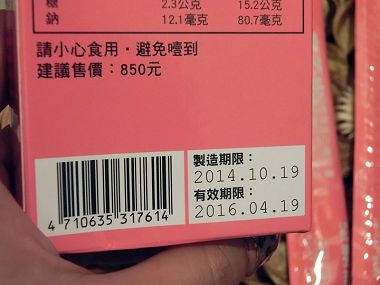 糖 2.3公克 15.2公克
鈉 12.1毫克 80.7毫克
請小心食用，避免噎到
建議售價：850元
製造期限：
2014.10.19
有效期限：
2016.04.19
4 710635 317614